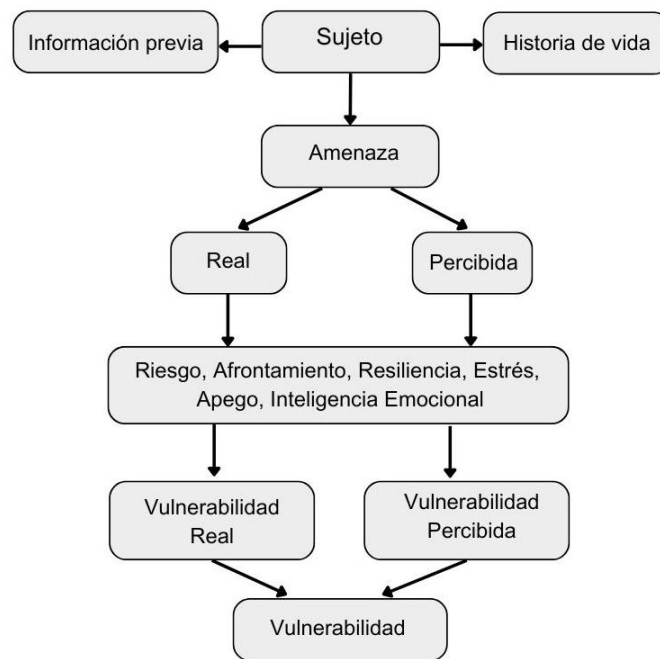 Información previa
Sujeto
Historia de vida
Amenaza
Real
Percibida
Riesgo, Afrontamiento, Resiliencia, Estrés,
Apego, Inteligencia Emocional
Vulnerabilidad
Real
Vulnerabilidad
Percibida
Vulnerabilidad